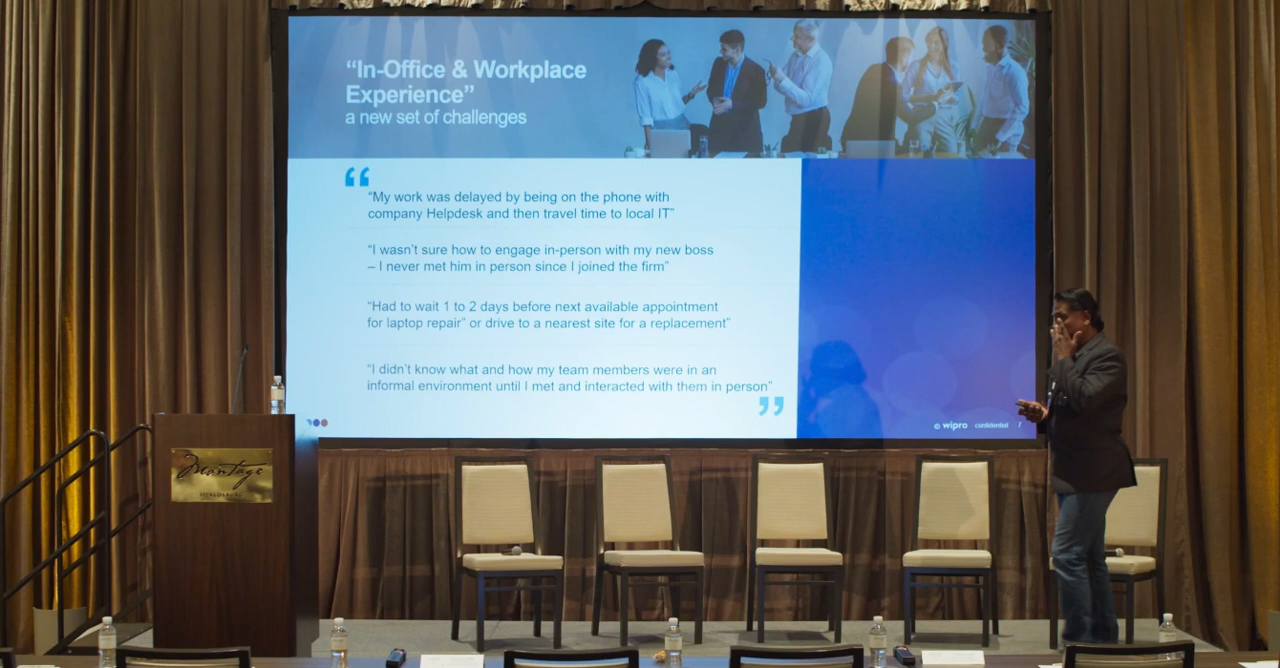 “In-Office & Workplace
Experience”
a new set of challenges
“My work was delayed by being on the phone with
company Helpdesk and then travel time to local IT”
“I wasn’t sure how to engage in-person with my new boss
– I never met him in person since I joined the firm”
“Had to wait 1 to 2 days before next available appointment
for laptop repair” or drive to a nearest site for a replacement”
“I didn’t know what and how my team members were in an
informal environment until I met and interacted with them in person”
© wipro confidential
Montage
HEALDSBURG